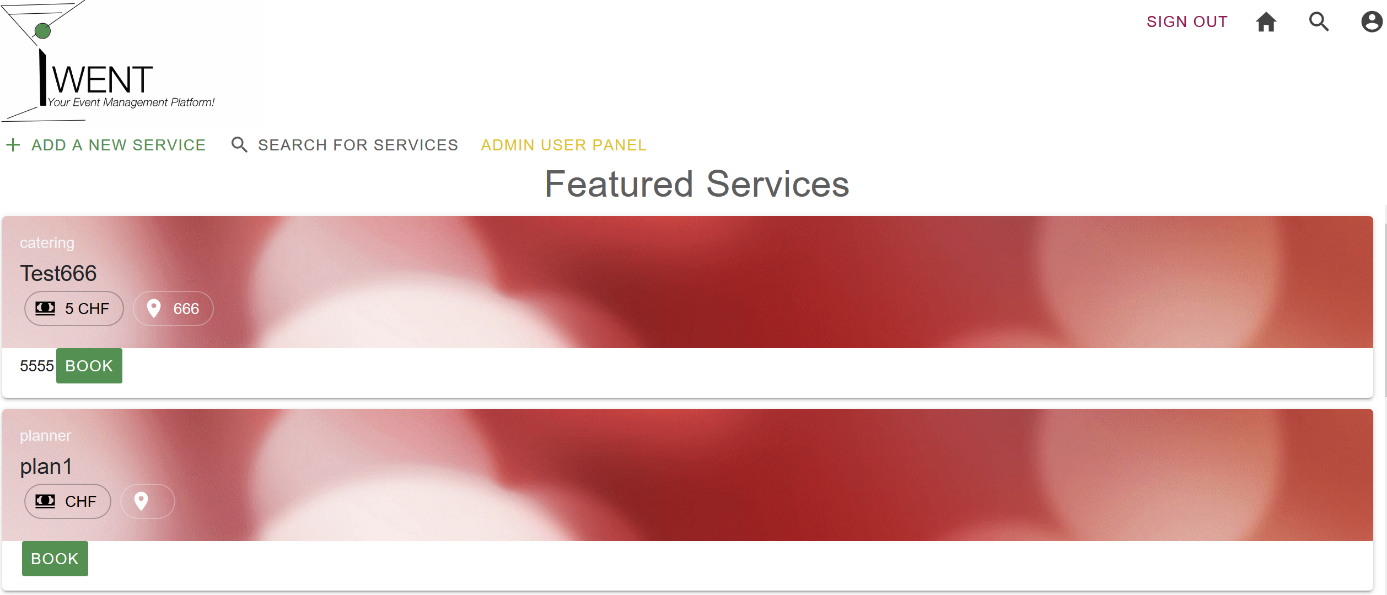 SIGN OUT
IWENT
Your Event Management Platform!
ADD A NEW SERVICE SEARCH FOR SERVICES ADMIN USER PANEL
Featured Services
catering
Test666
5 CHF 666
5555 BOOK
planner
plan1
CHF
BOOK